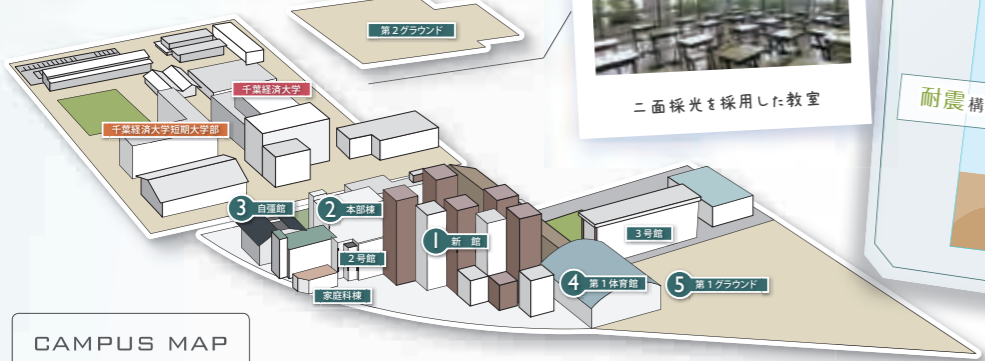 第2グラウンド
二面採光を採用した教室
耐震構
千葉経済大学
千葉経済大学短期大学部
3 自彊館
2 本部棟
1 新館
2号館
家庭科棟
3号館
4 第1体育館
5 第1グラウンド
CAMPUS MAP